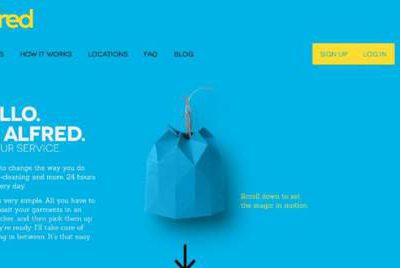 red
S HOW IT WORKS LOCATIONS FAQ BLOG
SIGN UP LOG IN
LLO.
ALFRED.
UR SERVICE
to change the way you do
-cleaning and more. 24 hours
ery day.
very simple. All you have to
osit your garments in an
cker, and then pick them up
y're ready. I'll take care of
ng in between. It's that easy
Scroll down to set
the magic in motion.